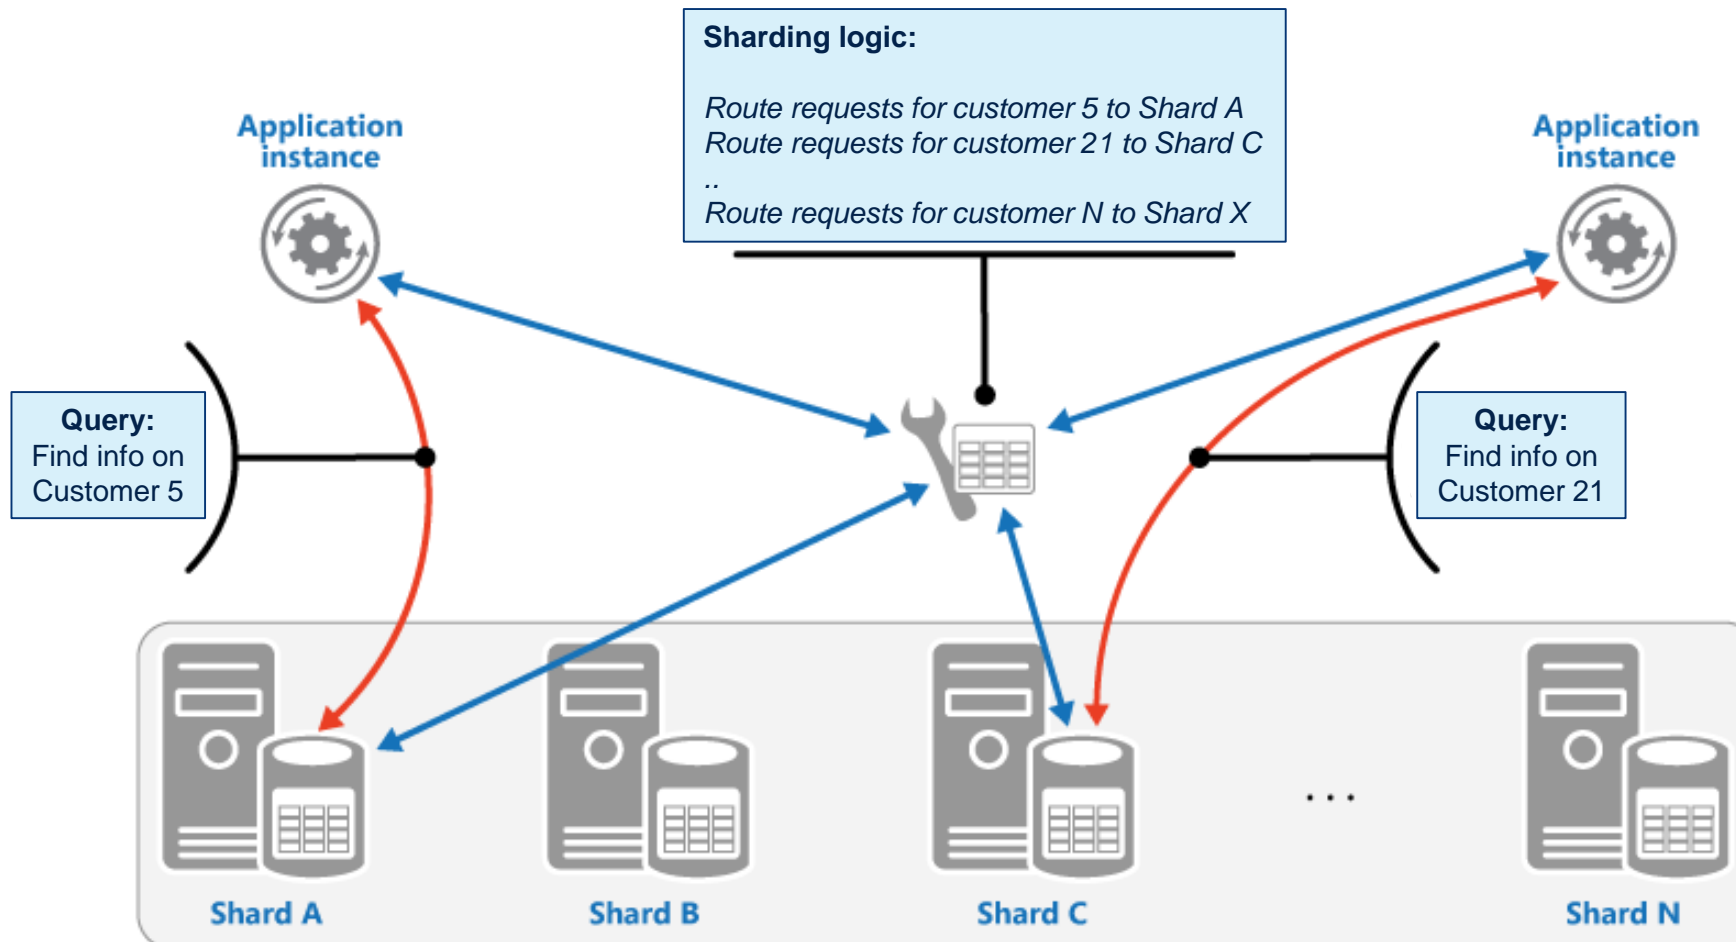 Sharding logic:
Route requests for customer 5 to Shard A
Route requests for customer 21 to Shard C
..
Route requests for customer N to Shard X
Application
instance
Application
instance
Query:
Find info on
Customer 5
Query:
Find info on
Customer 21
. . .
Shard A
Shard B
Shard C
Shard N